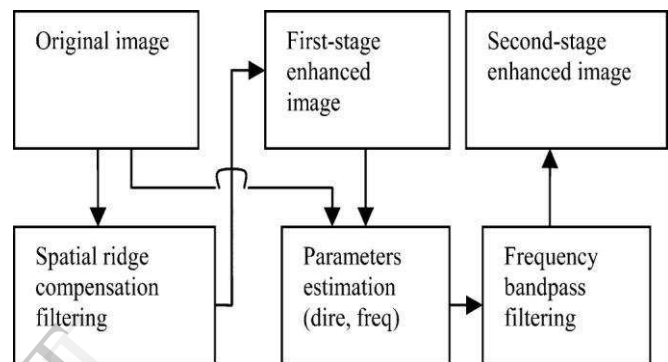 Original image
First-stage
enhanced
image
Second-stage
enhanced image
Spatial ridge
compensation
filtering
Parameters
estimation
(dire, freq)
Frequency
bandpass
filtering